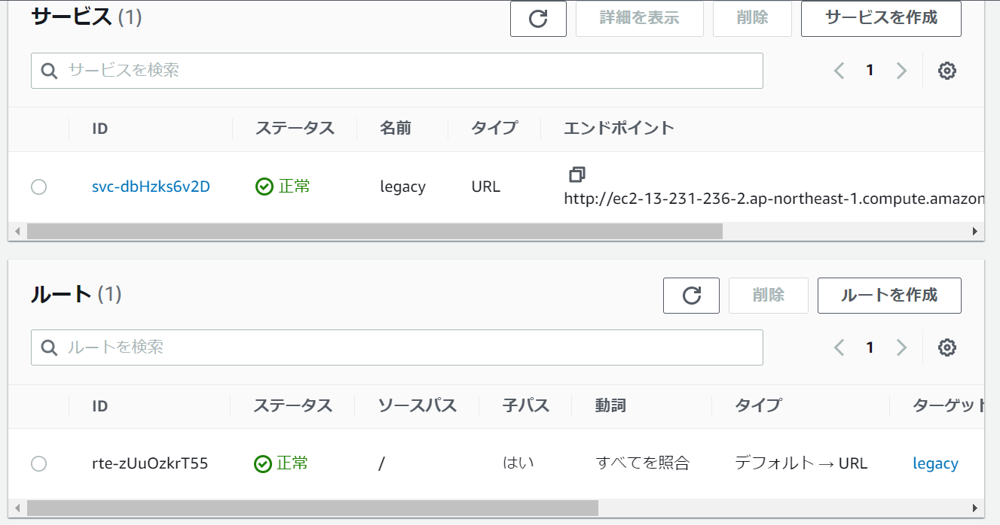 サービス (1)
詳細を表示 削除 サービスを作成
サービスを検索
1
ID ステータス 名前 タイプ エンドポイント
svc-dbHzks6v2D 正常 legacy URL
http://ec2-13-231-236-2.ap-northeast-1.compute.amazon
ルート (1)
削除 ルートを作成
ルートを検索
1
ID ステータス ソースパス 子パス 動詞 タイプ ターゲット
rte-zUuOzkrT55 正常 / はい すべてを照合 デフォルト → URL legacy